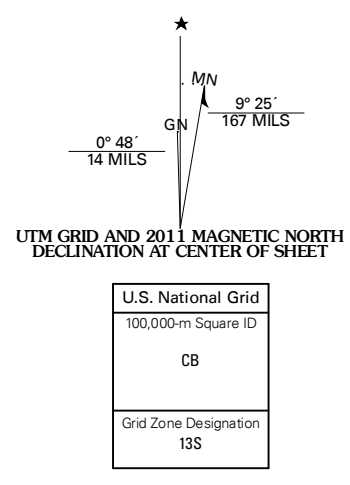 MN
GN
9° 25´
167 MILS
0° 48´
14 MILS
UTM GRID AND 2011 MAGNETIC NORTH
DECLINATION AT CENTER OF SHEET
U.S. National Grid
100,000-m Square ID
CB
Grid Zone Designation
13S